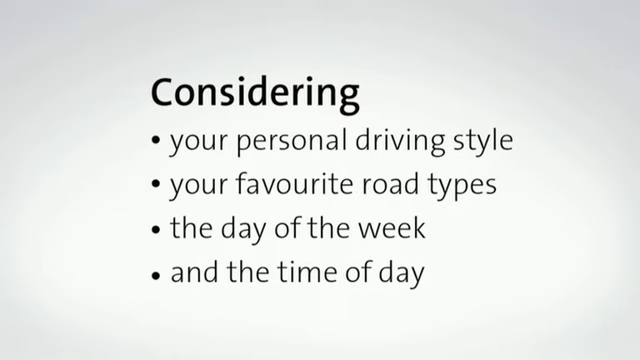 Considering
• your personal driving style
• your favourite road types
• the day of the week
• and the time of day